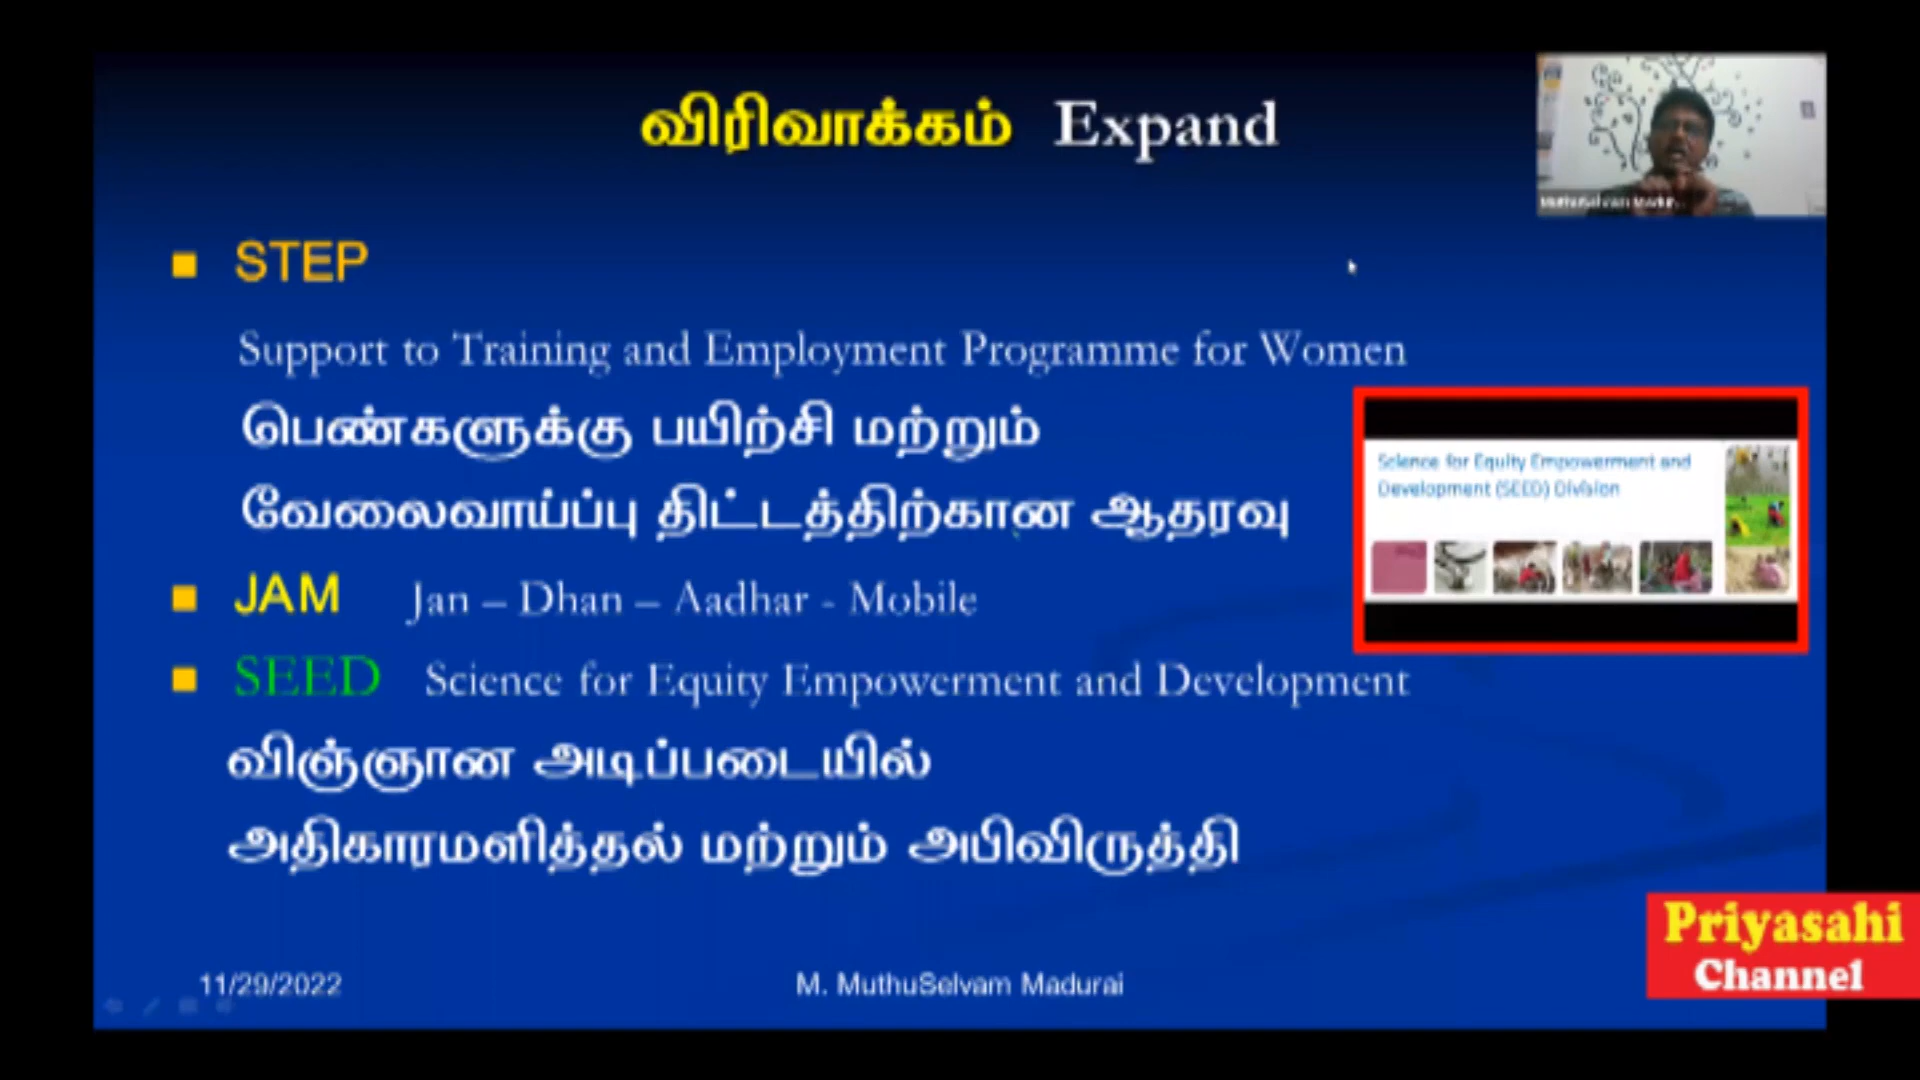 விரிவாக்கம் Expand
STEP
Support to Training and Employment Programme for Women
பெண்களுக்கு பயிற்சி மற்றும்
வேலைவாய்ப்பு திட்டத்திற்கான ஆதரவு
JAM Jan – Dhan – Aadhar - Mobile
SEED Science for Equity Empowerment and Development
விஞ்ஞான அடிப்படையில்
அதிகாரமளித்தல் மற்றும் அபிவிருத்தி
Science for Equity Empowerment and
Development (SEED) Division
11/29/2022
M. MuthuSelvam Madurai
Priyasahi
Channel